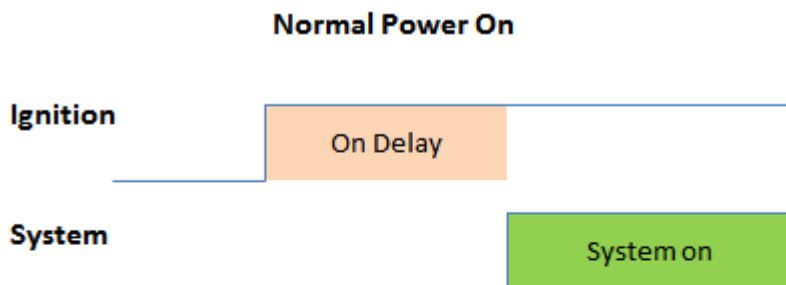 Normal Power On
Ignition
On Delay
System
System on